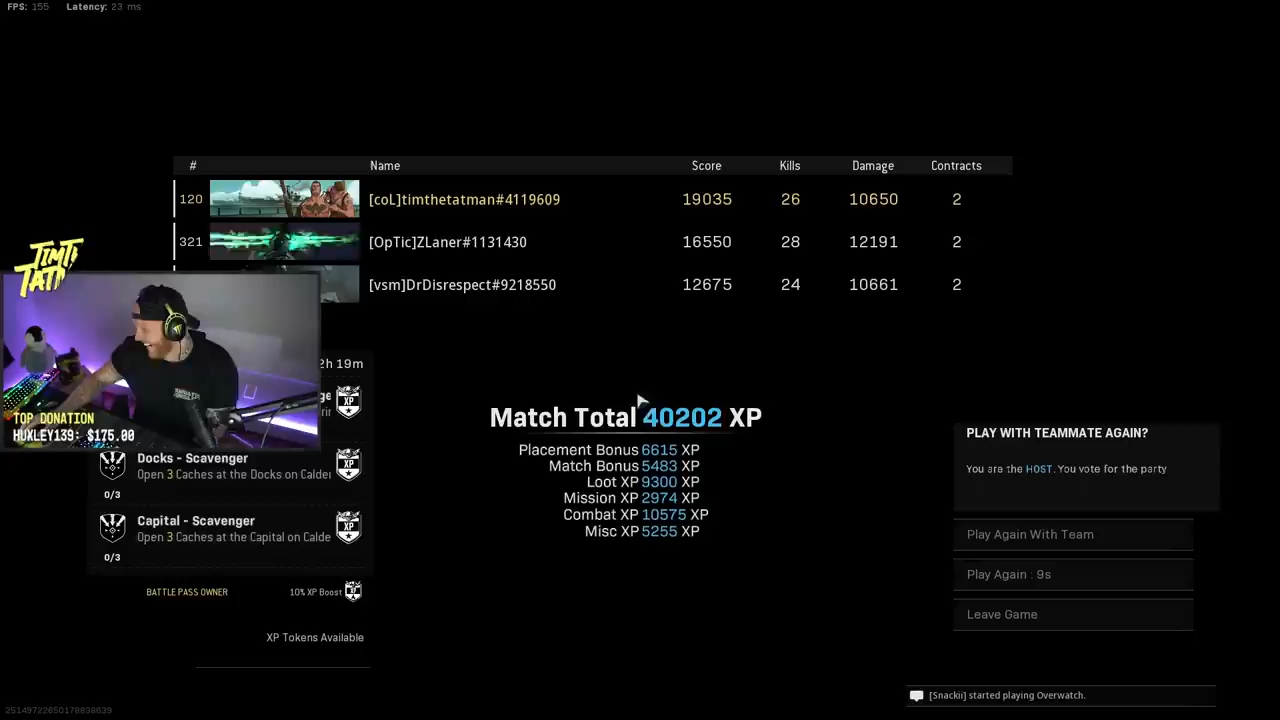 FPS: 155 Latency: 23 ms
# Name Score Kills Damage Contracts
120 [coL]timthetatman#4119609 19035 26 10650 2
321 [OpTic]ZLaner#1131430 16550 28 12191 2
[vsm]DrDisrespect#9218550 12675 24 10661 2
TIMT
TATM
2h 19m
TOP DONATION
HUXLEY139: $175.00
XP
Docks - Scavenger
Open 3 Caches at the Docks on Calder
0/3
XP
Capital - Scavenger
Open 3 Caches at the Capital on Calde
0/3
XP
BATTLE PASS OWNER
10% XP Boost
XP Tokens Available
Match Total 40202 XP
Placement Bonus 6615 XP
Match Bonus 5483 XP
Loot XP 9300 XP
Mission XP 2974 XP
Combat XP 10575 XP
Misc XP 5255 XP
PLAY WITH TEAMMATE AGAIN?
You are the HOST. You vote for the party
Play Again With Team
Play Again : 9s
Leave Game
[Snackii] started playing Overwatch.
25149722650178838639